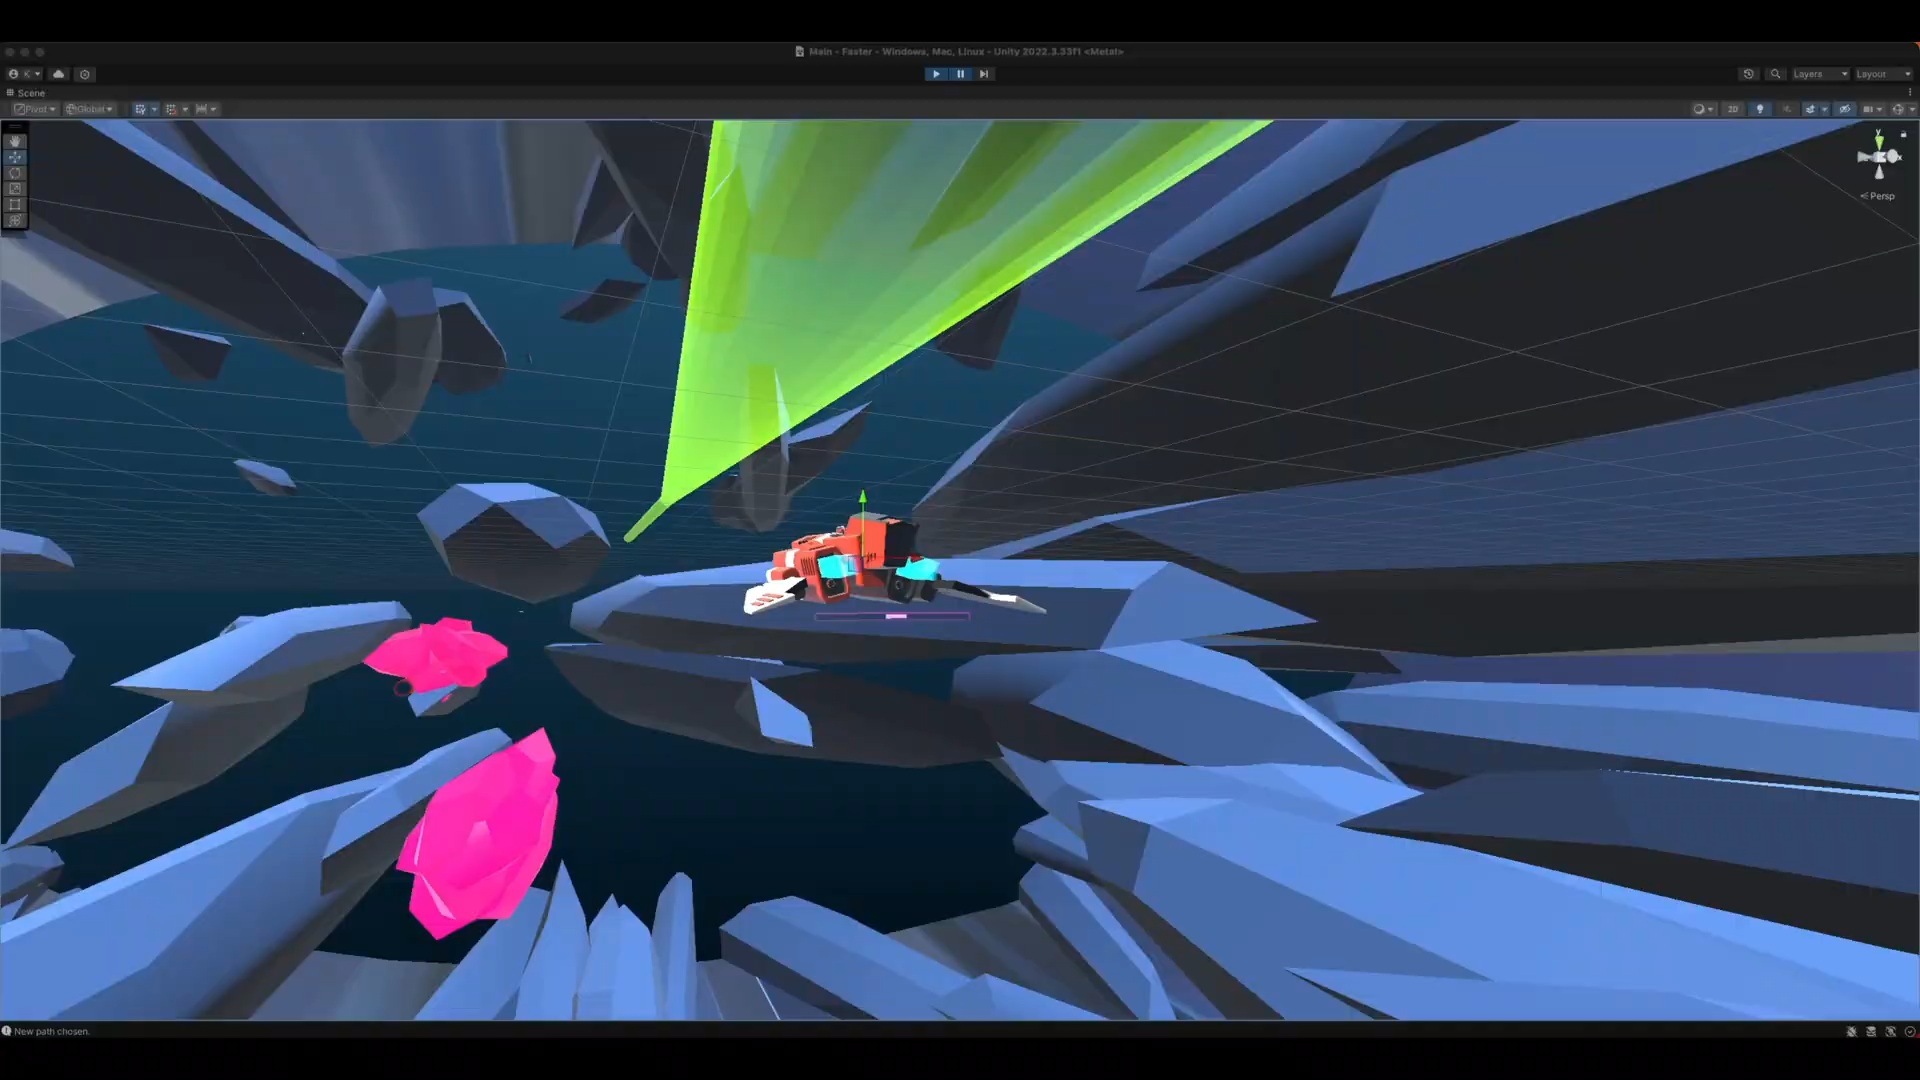 Main - Faster - Windows, Mac, Linux - Unity 2022.3.33f1 <Metal>
K
Layers
Layout
Scene
Pivot
Global
2D
y
Persp
New path chosen.